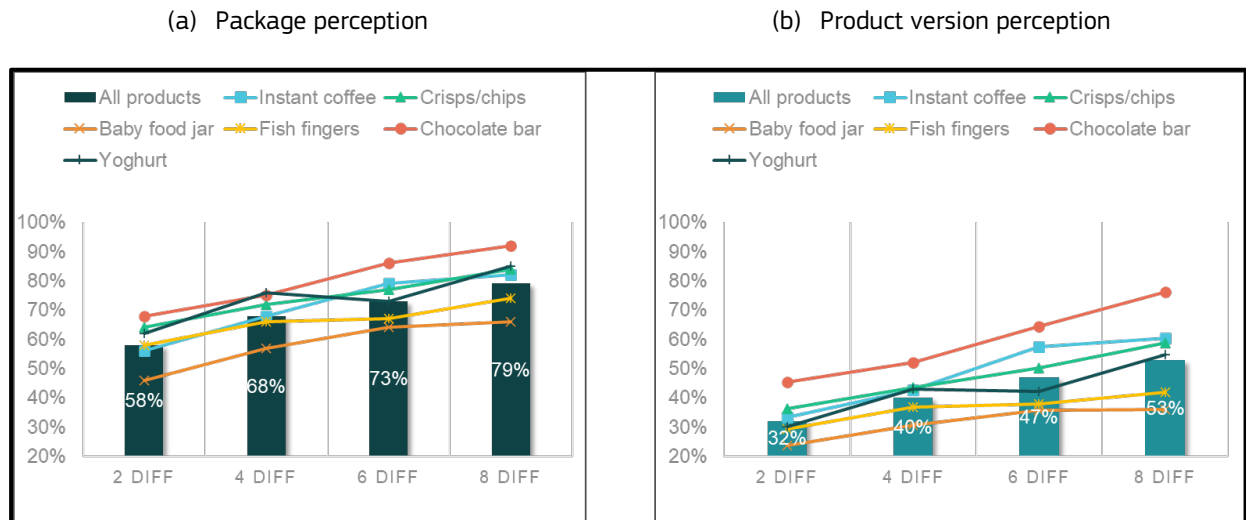 (a) Package perception
All products Instant coffee Crisps/chips
Baby food jar Fish fingers Chocolate bar
Yoghurt
100%
90%
80%
70%
60%
50%
40%
30%
20%
58%
68%
73%
79%
2 DIFF 4 DIFF 6 DIFF 8 DIFF
(b) Product version perception
All products Instant coffee Crisps/chips
Baby food jar Fish fingers Chocolate bar
Yoghurt
100%
90%
80%
70%
60%
50%
40%
30%
20%
32%
40%
47%
53%
2 DIFF 4 DIFF 6 DIFF 8 DIFF